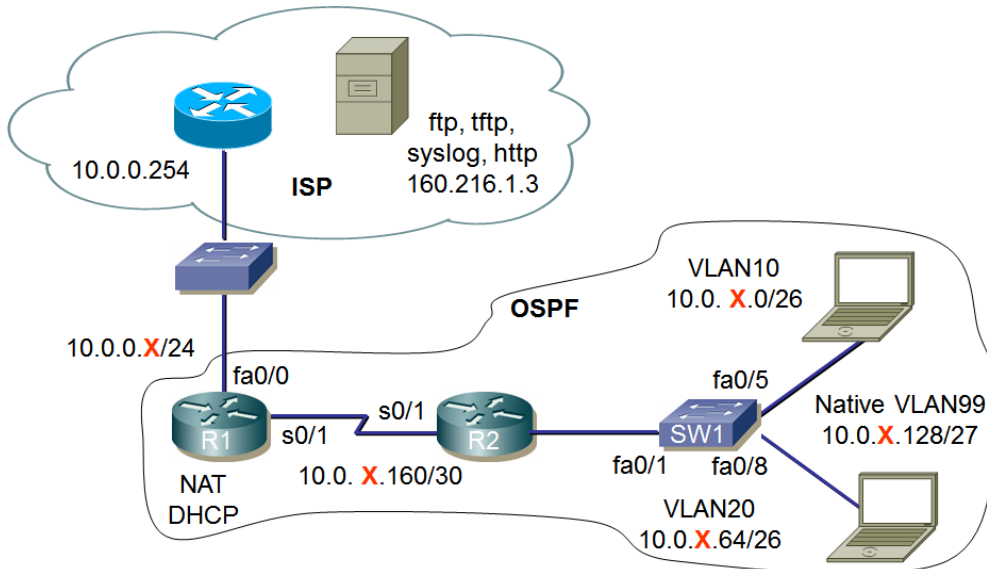 10.0.0.254
ISP
ftp, tftp,
syslog, http
160.216.1.3
10.0.0.X/24
fa0/0
OSPF
VLAN10
10.0. X.0/26
R1
s0/1
s0/1
R2
10.0. X.160/30
NAT
DHCP
SW1
fa0/1
fa0/5
fa0/8
Native VLAN99
10.0.X.128/27
VLAN20
10.0.X.64/26